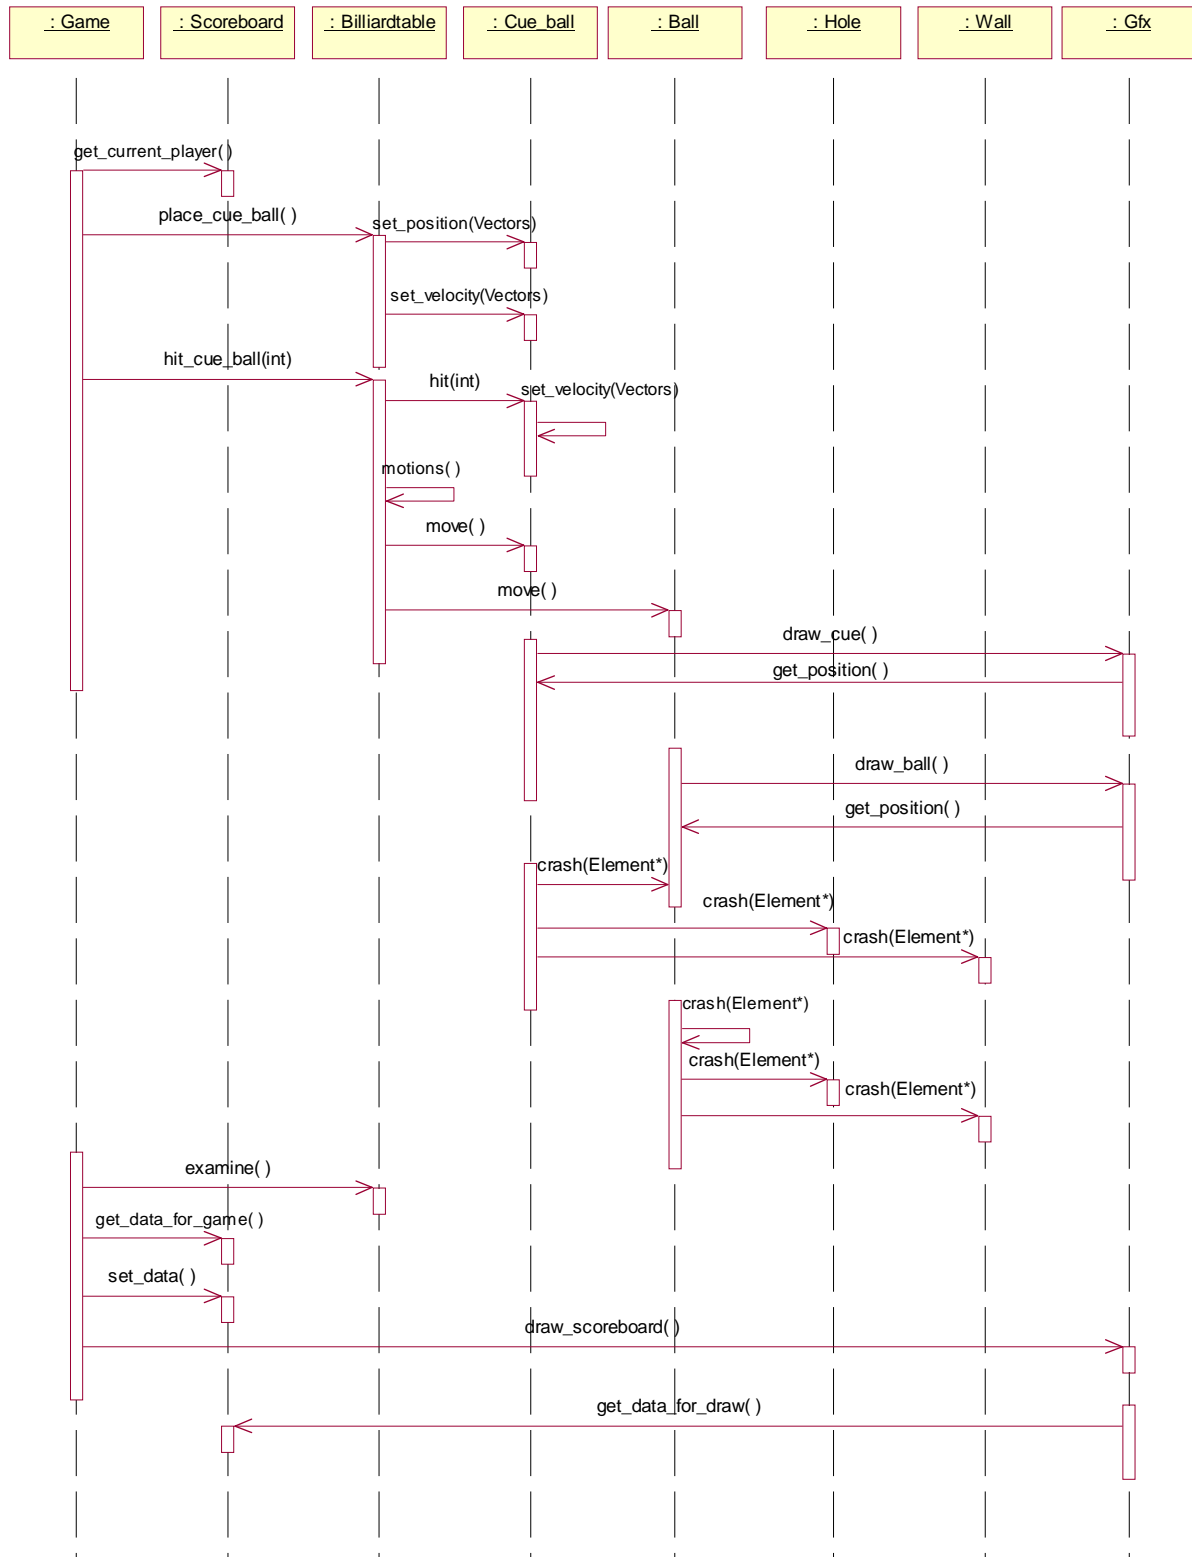 : Game
: Scoreboard
: Billiardtable
: Cue_ball
: Ball
: Hole
: Wall
: Gfx
get_current_player( )
place_cue_ball( )
set_position(Vectors)
set_velocity(Vectors)
hit_cue_ball(int)
hit(int)
set_velocity(Vectors)
motions( )
move( )
move( )
draw_cue( )
get_position( )
draw_ball( )
get_position( )
crash(Element*)
crash(Element*)
crash(Element*)
crash(Element*)
crash(Element*)
crash(Element*)
examine( )
get_data_for_game( )
set_data( )
draw_scoreboard( )
get_data_for_draw( )